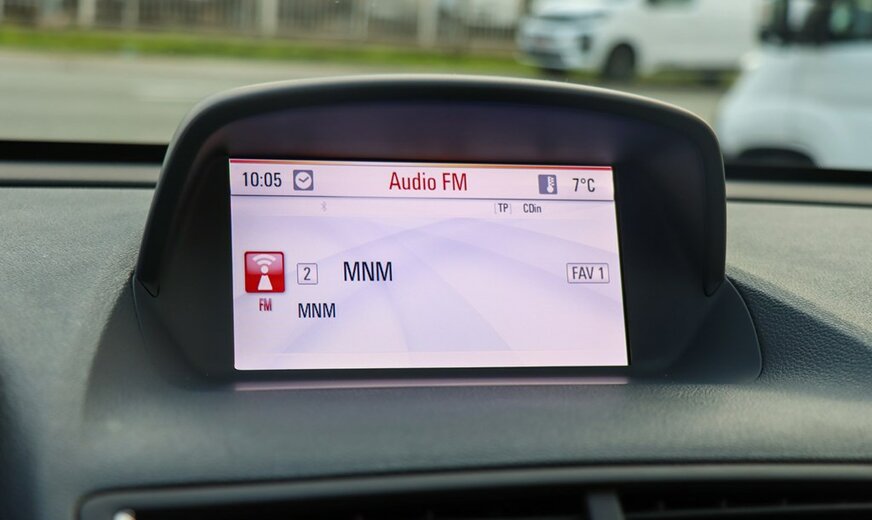 10:05 Audio FM 7°C
[TP] CDin
2 MNM FAV 1
FM MNM